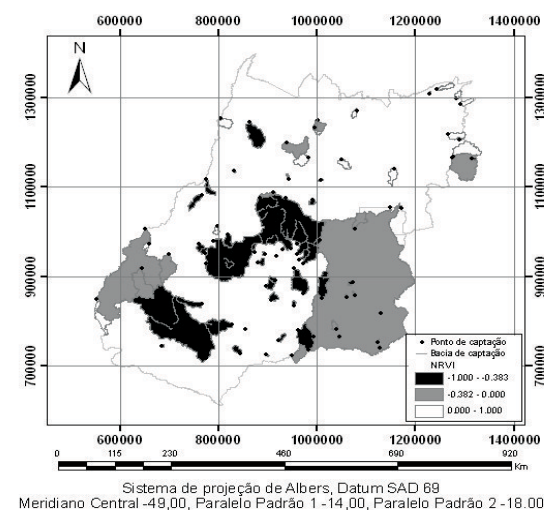 600000 800000 1000000 1200000 1400000
N
1300000 1300000
1100000 1100000
900000 900000
700000 700000
Ponto de captação
Bacia de captação
NRVI
-1.000 - -0.383
-0.382 - 0.000
0.000 - 1.000
600000 800000 1000000 1200000 1400000
0 115 230 460 690 920
Km
Sistema de projeção de Albers, Datum SAD 69
Meridiano Central -49,00, Paralelo Padrão 1 -14,00, Paralelo Padrão 2 -18.00